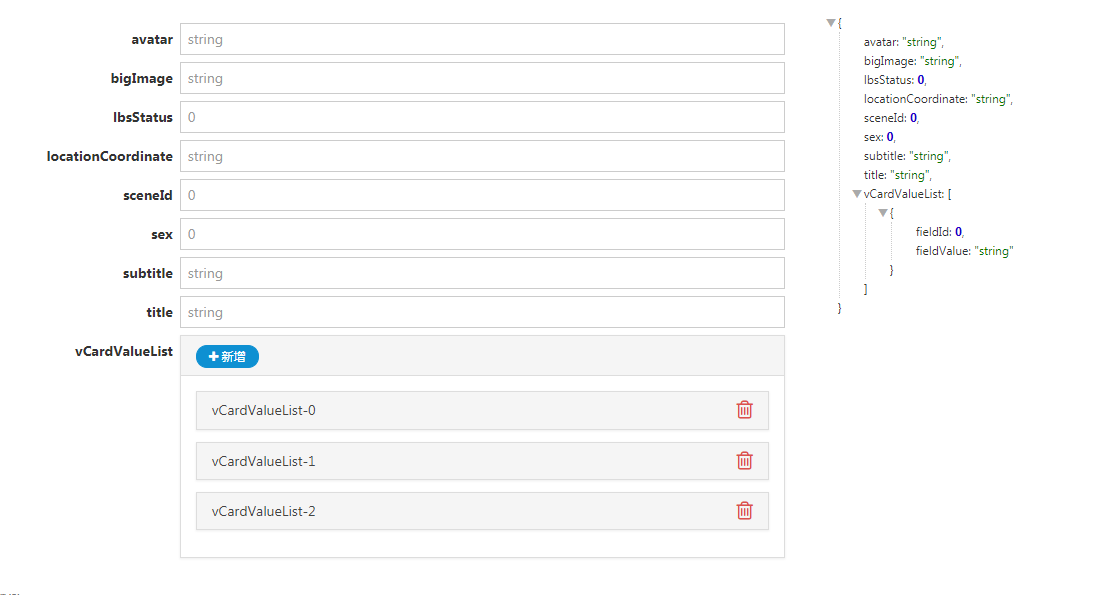 avatar string
bigImage string
lbsStatus 0
locationCoordinate string
sceneId 0
sex 0
subtitle string
title string
vCardValueList 新增
vCardValueList-0
vCardValueList-1
vCardValueList-2
{
avatar: "string",
bigImage: "string",
lbsStatus: 0,
locationCoordinate: "string",
sceneId: 0,
sex: 0,
subtitle: "string",
title: "string",
vCardValueList: [
{
fieldId: 0,
fieldValue: "string"
}
]
}